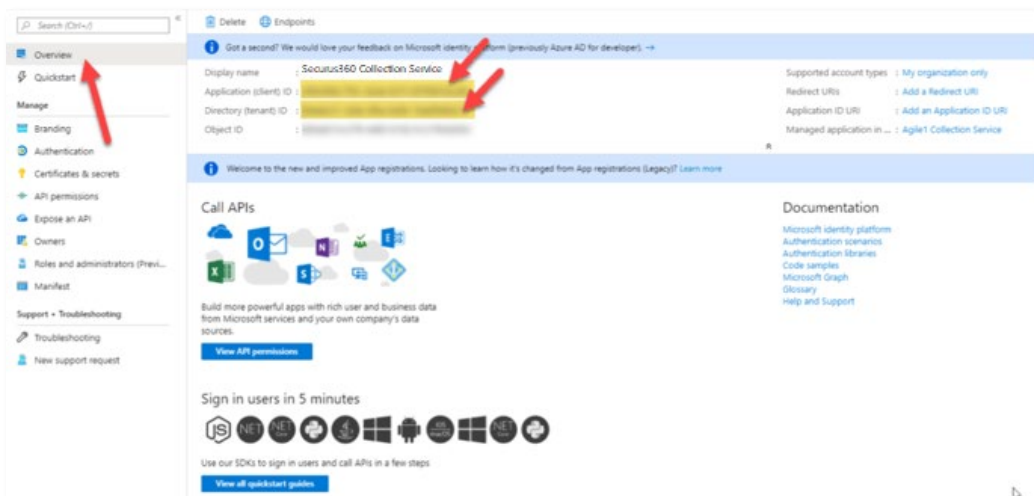 Search (Ctrl+/)
«
Overview
Quickstart
Manage
Branding
Authentication
Certificates & secrets
API permissions
Expose an API
Owners
Roles and administrators (Previ...
Manifest
Support + Troubleshooting
Troubleshooting
New support request
Delete
Endpoints
Got a second? We would love your feedback on Microsoft identity platform (previously Azure AD for developer). →
Display name : Securus360 Collection Service
Application (client) ID :
Directory (tenant) ID :
Object ID :
Supported account types : My organization only
Redirect URIs : Add a Redirect URI
Application ID URI : Add an Application ID URI
Managed application in ... : Agile1 Collection Service
Welcome to the new and improved App registrations. Looking to learn how it's changed from App registrations (Legacy)? Learn more
Call APIs
Build more powerful apps with rich user and business data
from Microsoft services and your own company's data
sources.
View API permissions
Documentation
Microsoft identity platform
Authentication scenarios
Authentication libraries
Code samples
Microsoft Graph
Glossary
Help and Support
Sign in users in 5 minutes
Use our SDKs to sign in users and call APIs in a few steps
View all quickstart guides